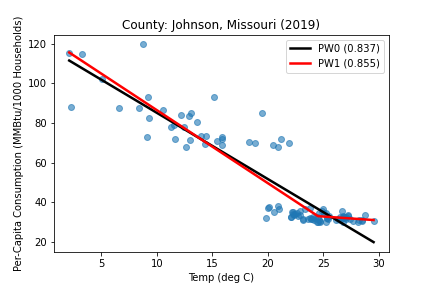 County: Johnson, Missouri (2019)
PW0 (0.837)
PW1 (0.855)
Per-Capita Consumption (MMBtu/1000 Households)
120
100
80
60
40
20
5
10
15
20
25
30
Temp (deg C)